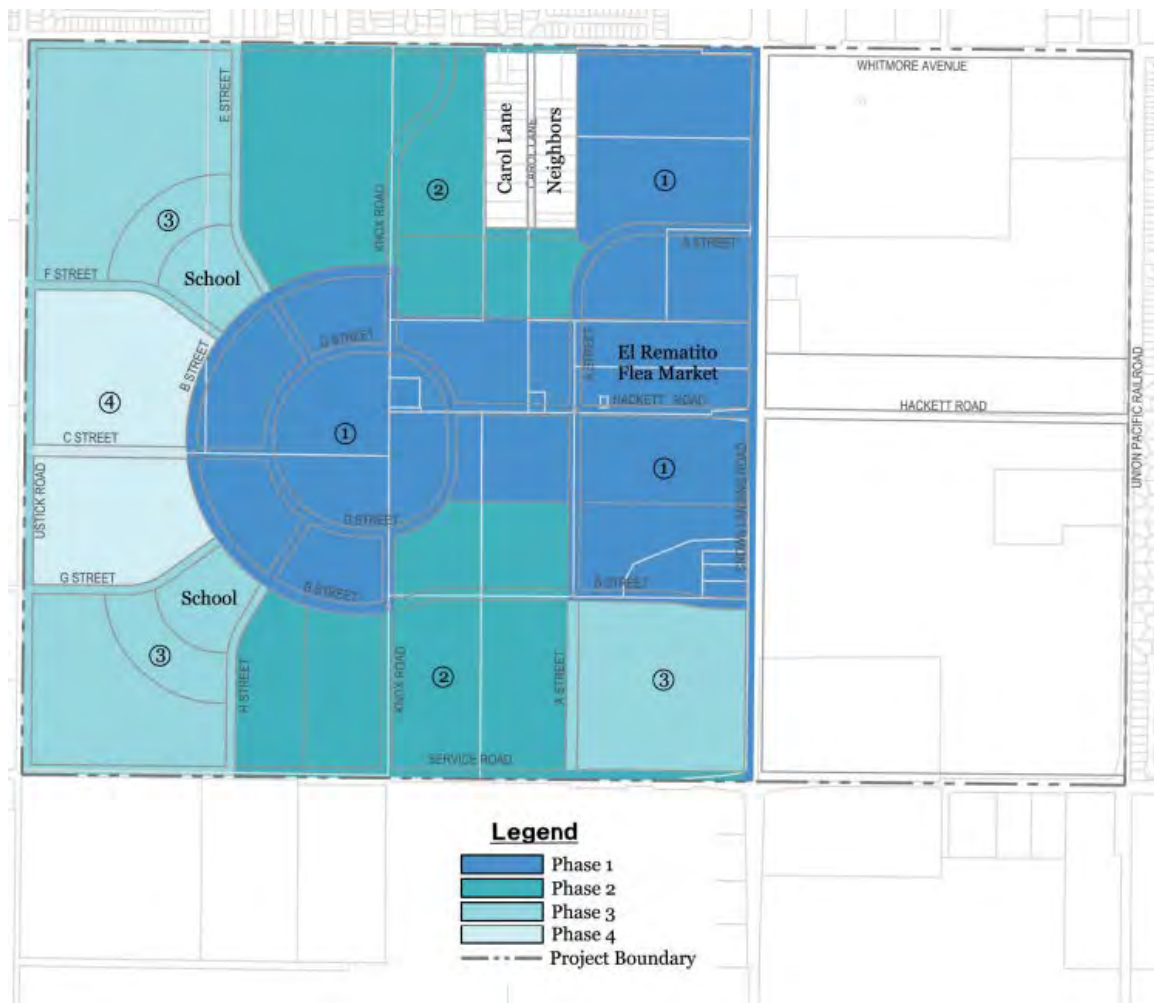 WHITMORE AVENUE
E STREET
Carol Lane
CAROL LANE
Neighbors
①
②
KNOX ROAD
③
B STREET
School
F STREET
B STREET
D STREET
A STREET
El Rematito
Flea Market
HACKETT ROAD
HACKETT ROAD
UNION PACIFIC RAILROAD
④
①
C STREET
①
USTICK ROAD
CROWS LANDING ROAD
D STREET
G STREET
B STREET
B STREET
School
③
H STREET
KNOX ROAD
②
A STREET
③
SERVICE ROAD
Legend
Phase 1
Phase 2
Phase 3
Phase 4
Project Boundary